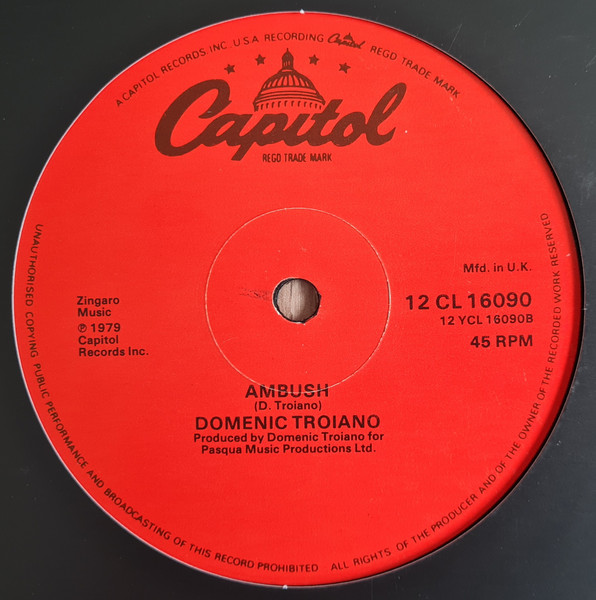 A CAPITOL RECORDS INC U.S.A RECORDING Capitol REGD TRADE MARK
Capitol
REGD TRADE MARK
Mfd. in U.K.
12 CL 16090
12 YCL 16090B
45 RPM
Zingaro
Music
℗ 1979
Capitol
Records Inc.
AMBUSH
(D. Troiano)
DOMENIC TROIANO
Produced by Domenic Troiano for
Pasqua Music Productions Ltd.
UNAUTHORISED COPYING PUBLIC PERFORMANCE AND BROADCASTING OF THIS RECORD PROHIBITED ALL RIGHTS OF THE PRODUCER AND OF THE OWNER OF THE RECORDED WORK RESERVED